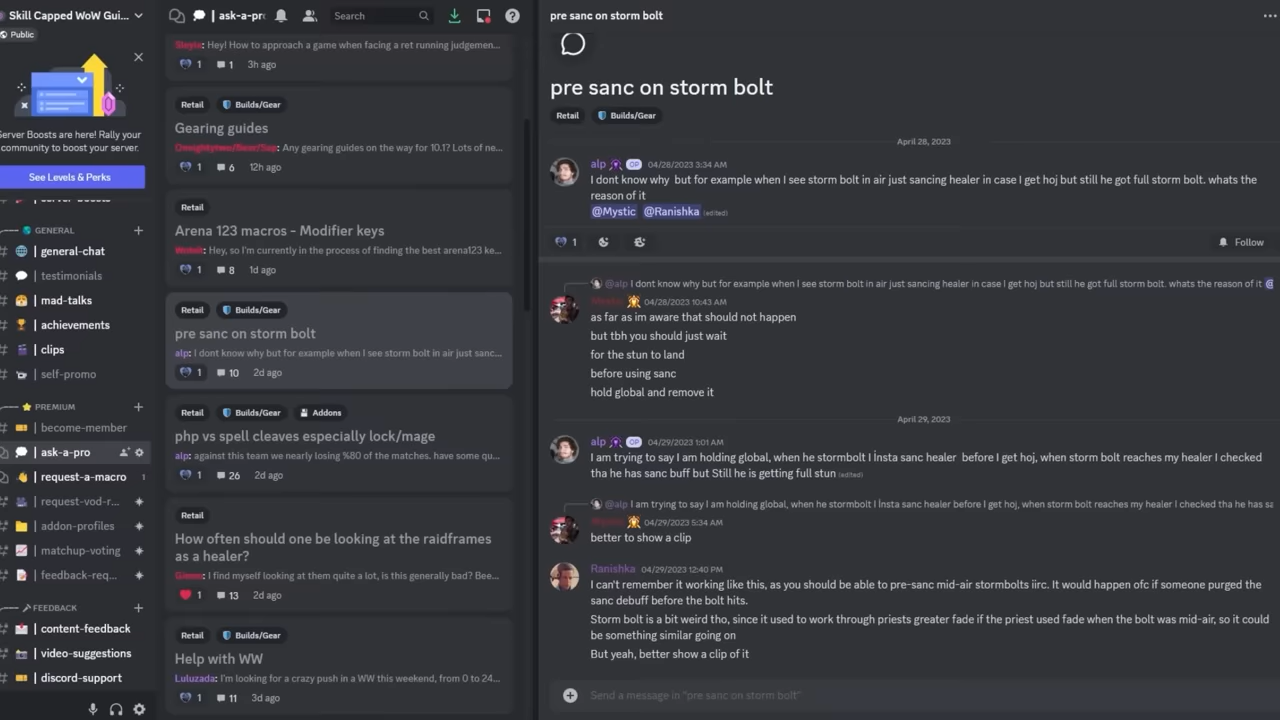 Skill Capped WoW Gui...
Public
Server Boosts are here! Rally your
community to boost your server.
See Levels & Perks
server-boosts
GENERAL
general-chat
testimonials
mad-talks
achievements
clips
self-promo
PREMIUM
become-member
ask-a-pro
request-a-macro 1
request-vod-r...
addon-profiles
matchup-voting
feedback-req...
FEEDBACK
content-feedback
video-suggestions
discord-support
| ask-a-pr
Search
Hey! How to approach a game when facing a ret running judgemen...
1 1 3h ago
Retail Builds/Gear
Gearing guides
Any gearing guides on the way for 10.1? Lots of ne...
1 6 12h ago
Retail
Arena 123 macros - Modifier keys
Hey, so I'm currently in the process of finding the best arena123 ke...
1 8 1d ago
Retail Builds/Gear
pre sanc on storm bolt
alp: I dont know why but for example when I see storm bolt in air just sanc...
1 10 2d ago
Retail Builds/Gear Addons
php vs spell cleaves especially lock/mage
alp: against this team we nearly losing %80 of the matches. have some qu...
1 26 2d ago
Retail
How often should one be looking at the raidframes
as a healer?
I find myself looking at them quite a lot, is this generally bad? Bee...
1 13 2d ago
Retail Builds/Gear
Help with WW
Luluzada: I'm looking for a crazy push in a WW this weekend, from 0 to 24...
1 11 3d ago
pre sanc on storm bolt
pre sanc on storm bolt
Retail Builds/Gear
April 28, 2023
alp OP 04/28/2023 3:34 AM
I dont know why but for example when I see storm bolt in air just sancing healer in case I get hoj but still he got full storm bolt. whats the
reason of it
@Mystic @Ranishka (edited)
1 Follow
@alp I dont know why but for example when I see storm bolt in air just sancing healer in case I get hoj but still he got full storm bolt. whats the reason of it @
04/28/2023 10:43 AM
as far as im aware that should not happen
but tbh you should just wait
for the stun to land
before using sanc
hold global and remove it
April 29, 2023
alp OP 04/29/2023 1:01 AM
I am trying to say I am holding global, when he stormbolt I İnsta sanc healer before I get hoj, when storm bolt reaches my healer I checked
tha he has sanc buff but Still he is getting full stun (edited)
@alp I am trying to say I am holding global, when he stormbolt I İnsta sanc healer before I get hoj, when storm bolt reaches my healer I checked tha he has sa
04/29/2023 5:34 AM
better to show a clip
Ranishka 04/29/2023 12:40 PM
I can't remember it working like this, as you should be able to pre-sanc mid-air stormbolts iirc. It would happen ofc if someone purged the
sanc debuff before the bolt hits.
Storm bolt is a bit weird tho, since it used to work through priests greater fade if the priest used fade when the bolt was mid-air, so it could
be something similar going on
But yeah, better show a clip of it
Send a message in "pre sanc on storm bolt"